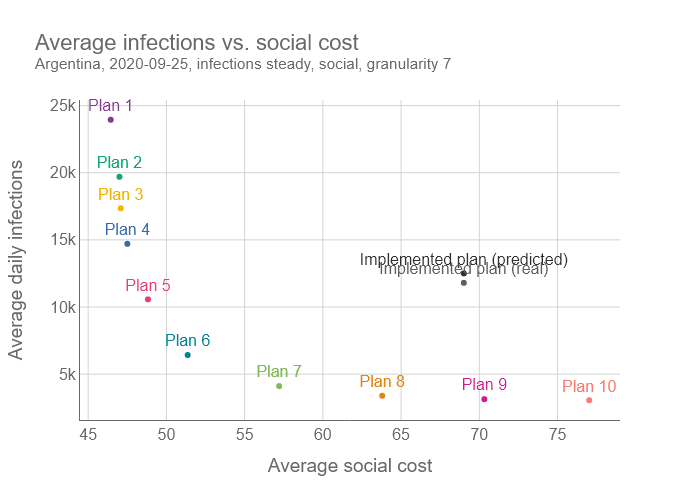 Average infections vs. social cost
Argentina, 2020-09-25, infections steady, social, granularity 7
25k
Plan 1
20k
Plan 2
Plan 3
15k
Plan 4
Implemented plan (predicted)
Implemented plan (real)
10k
Plan 5
Plan 6
5k
Plan 7
Plan 8
Plan 9
Plan 10
45
50
55
60
65
70
75
Average social cost
Average daily infections